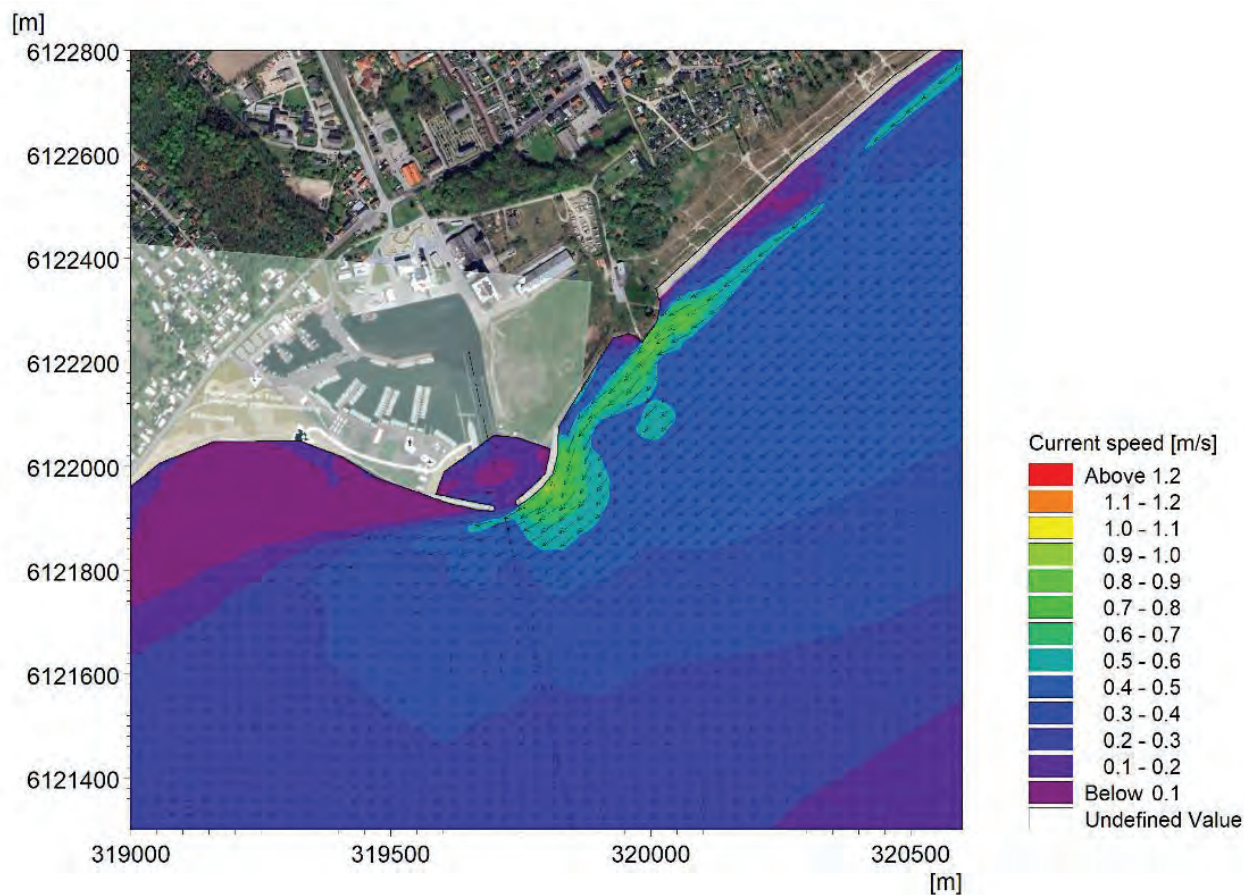 [m]
6122800
6122600
6122400
6122200
6122000
6121800
6121600
6121400
319000
319500
320000
320500
[m]
Current speed [m/s]
Above 1.2
1.1 - 1.2
1.0 - 1.1
0.9 - 1.0
0.8 - 0.9
0.7 - 0.8
0.6 - 0.7
0.5 - 0.6
0.4 - 0.5
0.3 - 0.4
0.2 - 0.3
0.1 - 0.2
Below 0.1
Undefined Value